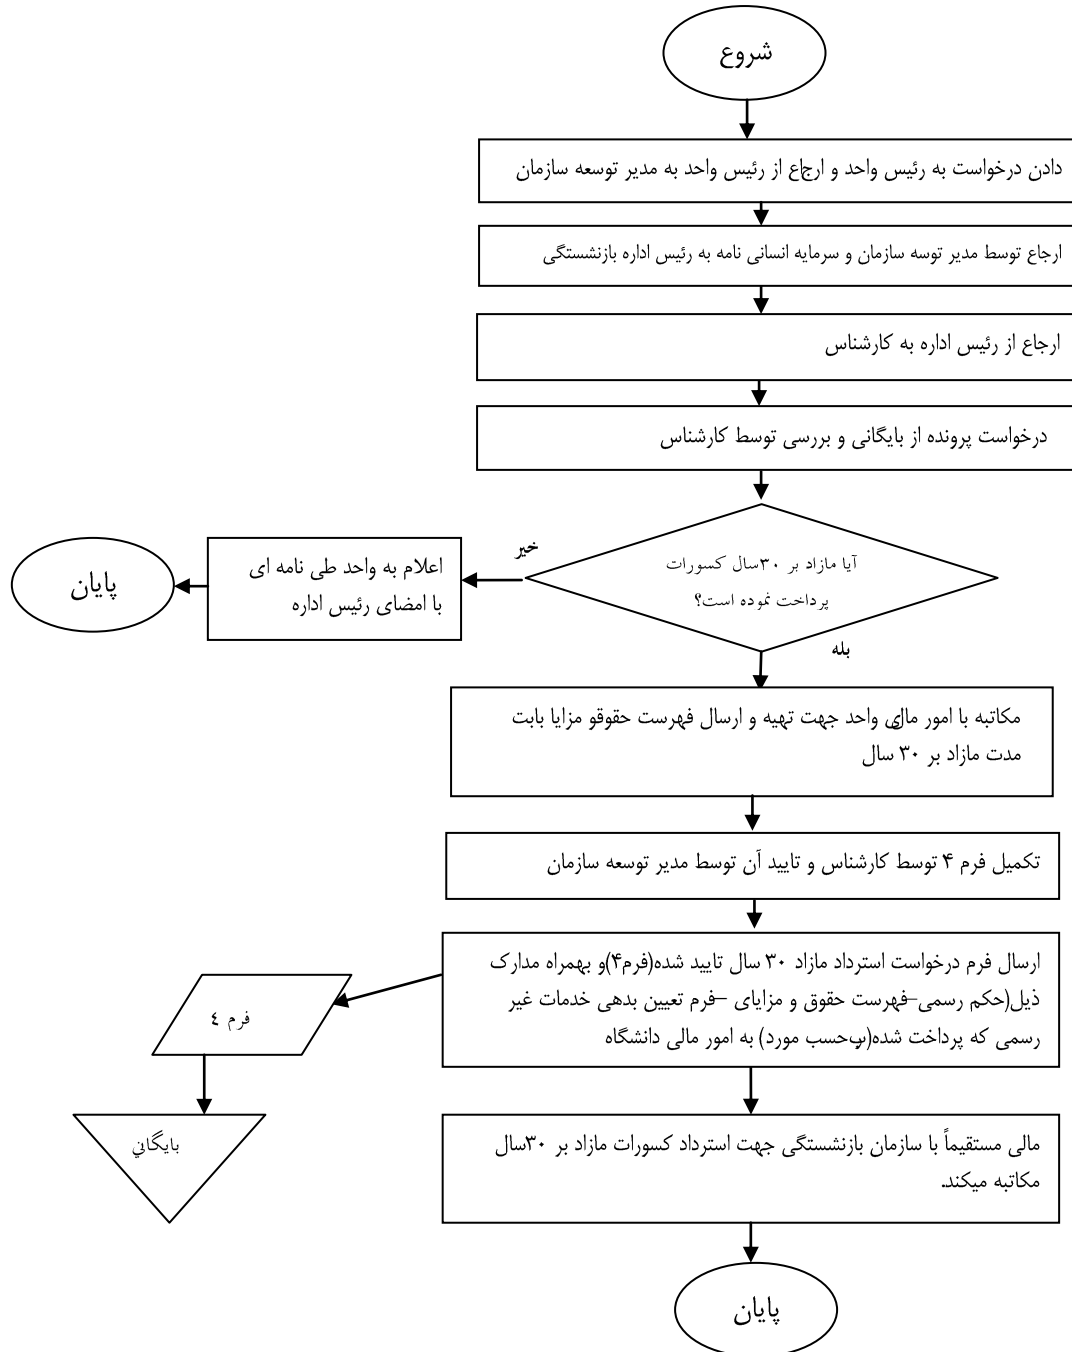 شروع
دادن درخواست به رئیس واحد و ارجاع از رئیس واحد به مدیر توسعه سازمان
ارجاع توسط مدیر توسه سازمان و سرمایه انسانی نامه به رئیس اداره بازنشستگی
ارجاع از رئیس اداره به کارشناس
درخواست پرونده از بایگانی و بررسی توسط کارشناس
آیا مازاد بر ۳۰سال کسورات
پرداخت نموده است؟
خیر
اعلام به واحد طی نامه ای
با امضای رئیس اداره
پایان
بله
مکاتبه با امور مالی واحد جهت تهیه و ارسال فهرست حقوقو مزایا بابت
مدت مازاد بر ۳۰ سال
تکمیل فرم ۴ توسط کارشناس و تایید آن توسط مدیر توسعه سازمان
ارسال فرم درخواست استرداد مازاد ۳۰ سال تایید شده(فرم۴)و بهمراه مدارک
ذیل(حکم رسمی–فهرست حقوق و مزایای –فرم تعیین بدهی خدمات غیر
رسمی که پرداخت شده(برحسب مورد) به امور مالی دانشگاه
فرم ٤
بایگاني
مالی مستقیماً با سازمان بازنشستگی جهت استرداد کسورات مازاد بر ۳۰سال
مکاتبه میکند.
پایان